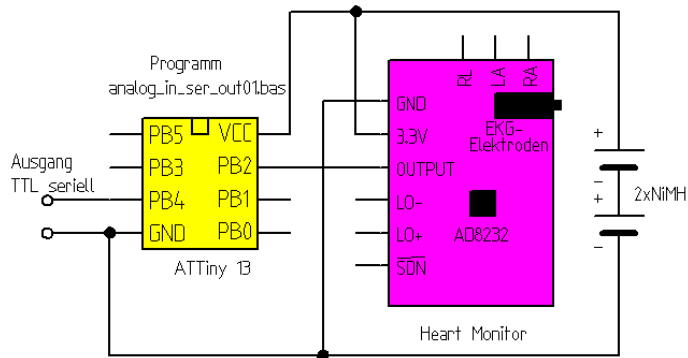 Programm
analog_in_ser_out01.bas
Ausgang
TTL seriell
PB5
PB3
PB4
GND
VCC
PB2
PB1
PB0
ATTiny 13
RL
LA
RA
GND
3.3V
OUTPUT
LO-
LO+
SDN
EKG-
Elektroden
AD8232
Heart Monitor
+
-
+
-
2xNiMH